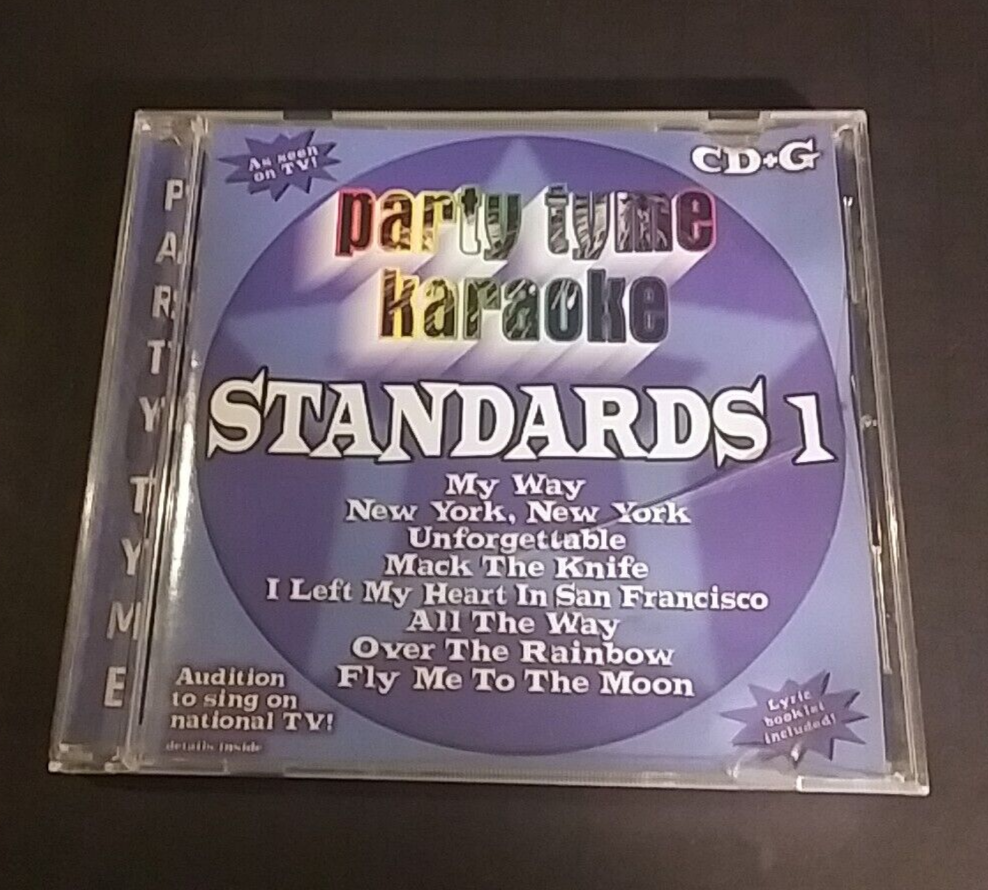 PARTY TYME
As seen
on TV!
CD+G
party tyme
karaoke
STANDARDS 1
My Way
New York, New York
Unforgettable
Mack The Knife
I Left My Heart In San Francisco
All The Way
Over The Rainbow
Fly Me To The Moon
Audition
to sing on
national TV!
details inside
Lyric
booklet
included!